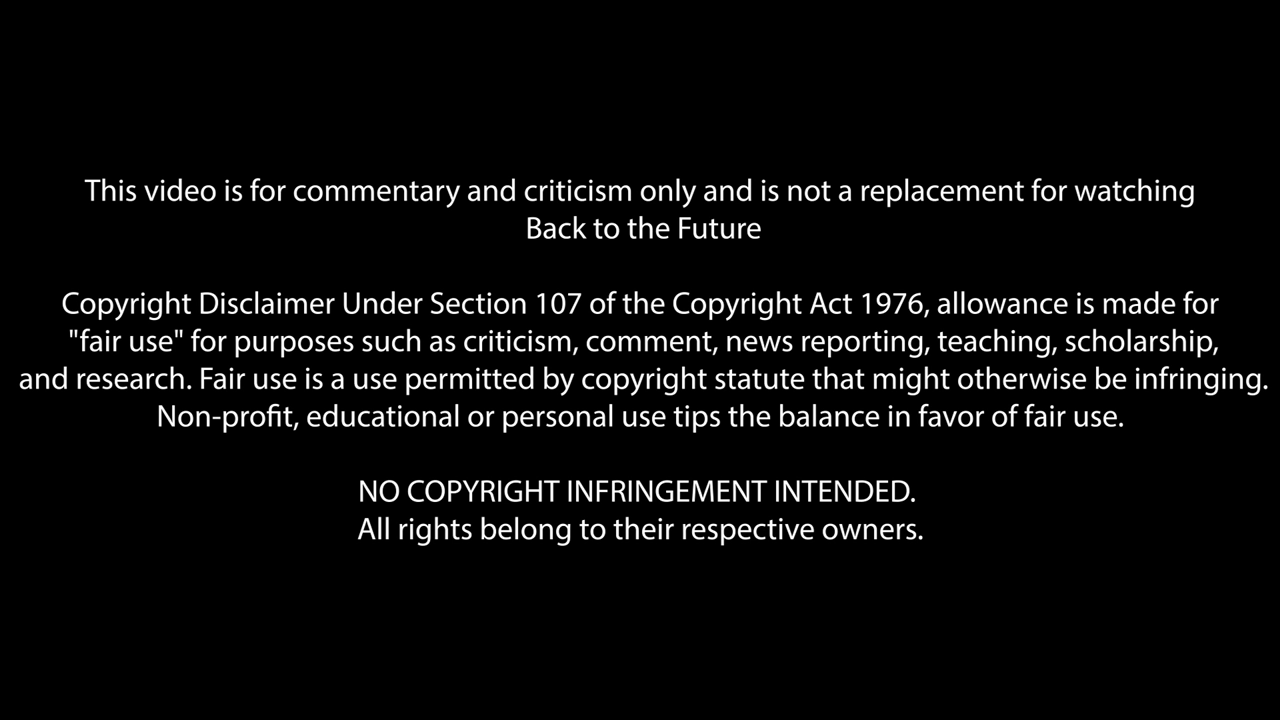 This video is for commentary and criticism only and is not a replacement for watching
Back to the Future
Copyright Disclaimer Under Section 107 of the Copyright Act 1976, allowance is made for
"fair use" for purposes such as criticism, comment, news reporting, teaching, scholarship,
and research. Fair use is a use permitted by copyright statute that might otherwise be infringing.
Non-profit, educational or personal use tips the balance in favor of fair use.
NO COPYRIGHT INFRINGEMENT INTENDED.
All rights belong to their respective owners.